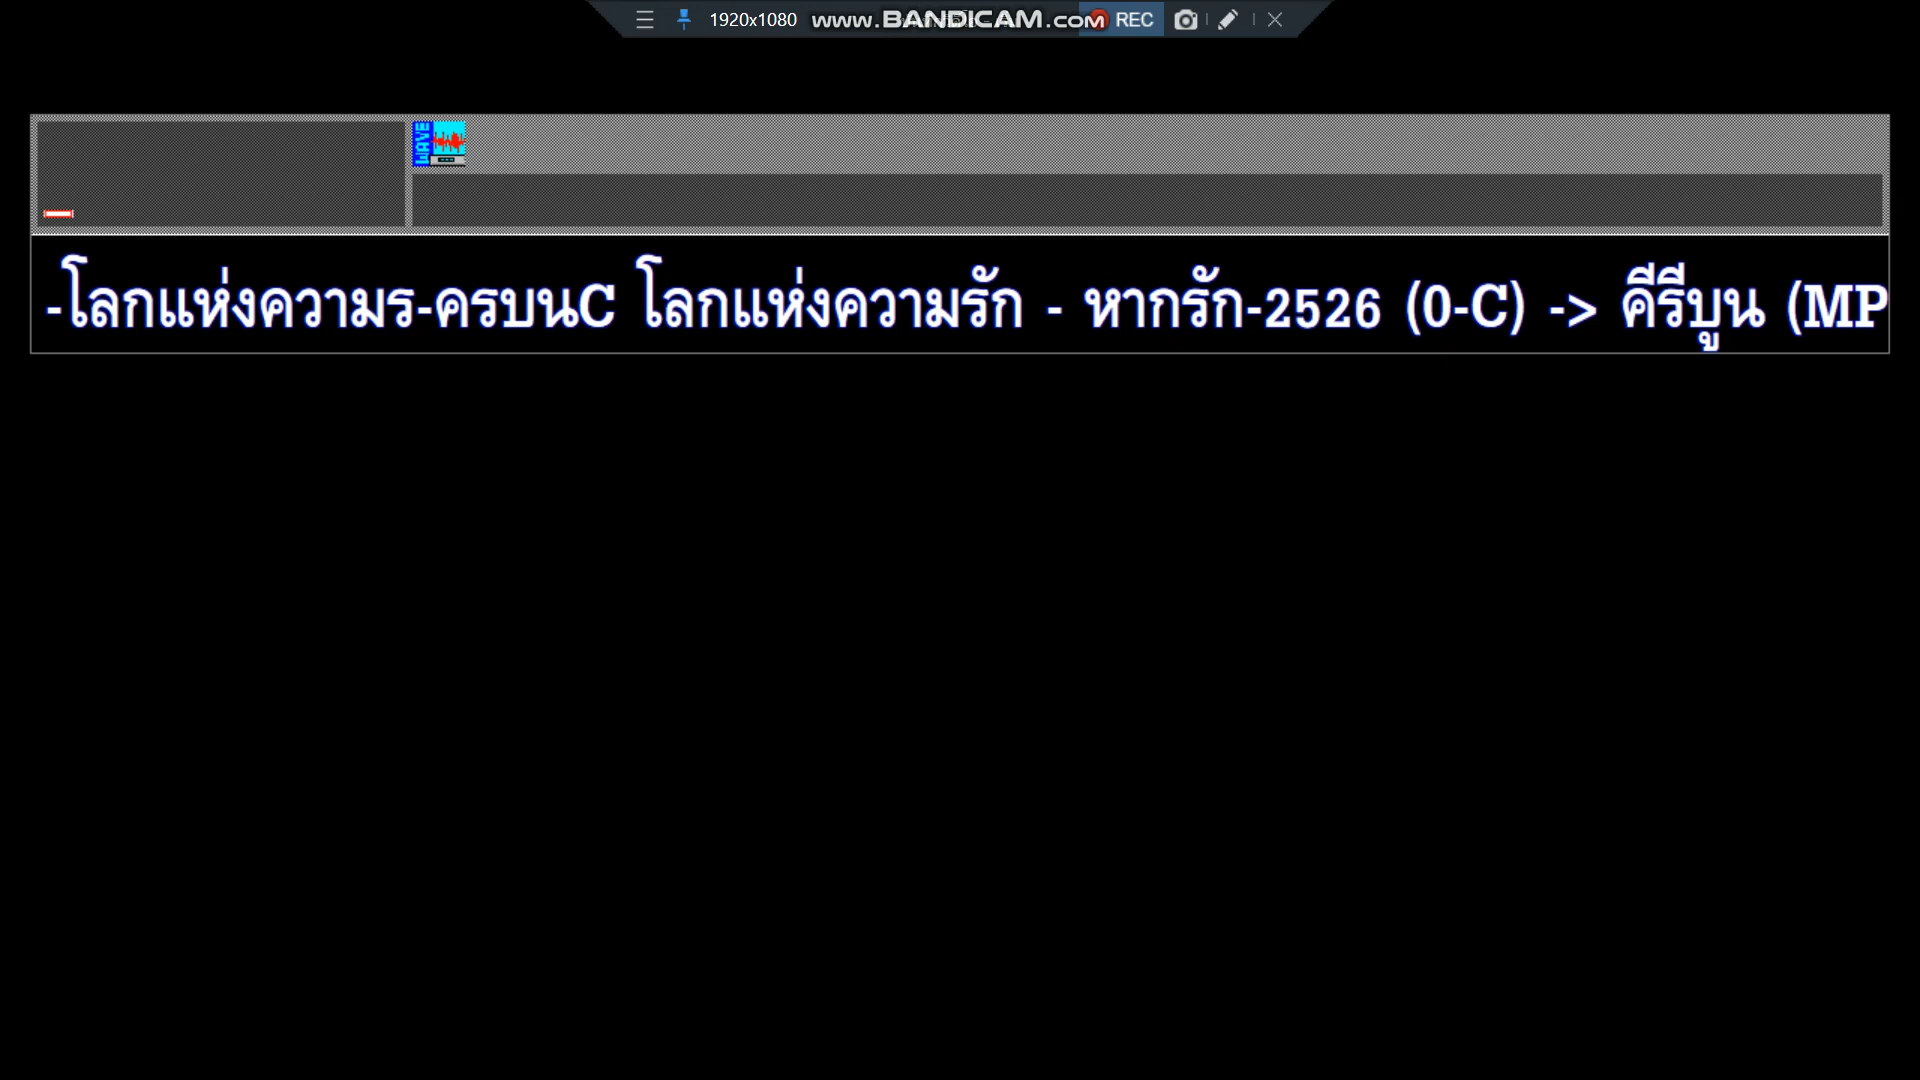 1920x1080 www.BANDICAM.com REC
WAVE
-โลกแห่งความร-ครบนC โลกแห่งความรัก - หากรัก-2526 (0-C) -> คีรีบูน (MP